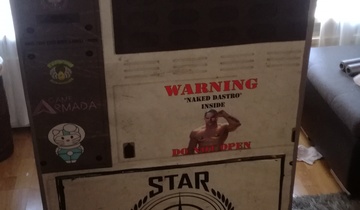 ARMADA
WARNING
"NAKED DASTRO"
INSIDE
DO NOT OPEN
STAR